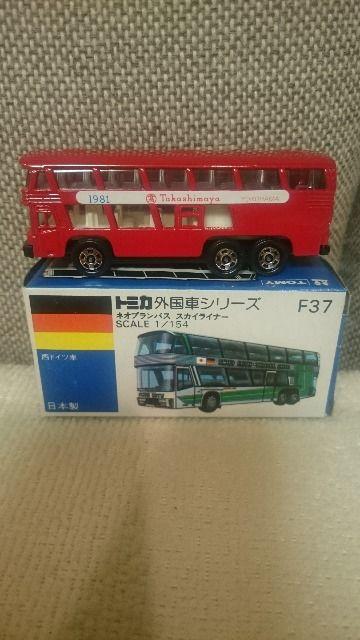 1981 髙 Takashimaya YOKOHAMA
TOMY
トミカ外国車シリーズ F37
ネオプランバス スカイライナー
SCALE 1/154
西ドイツ車
日本製